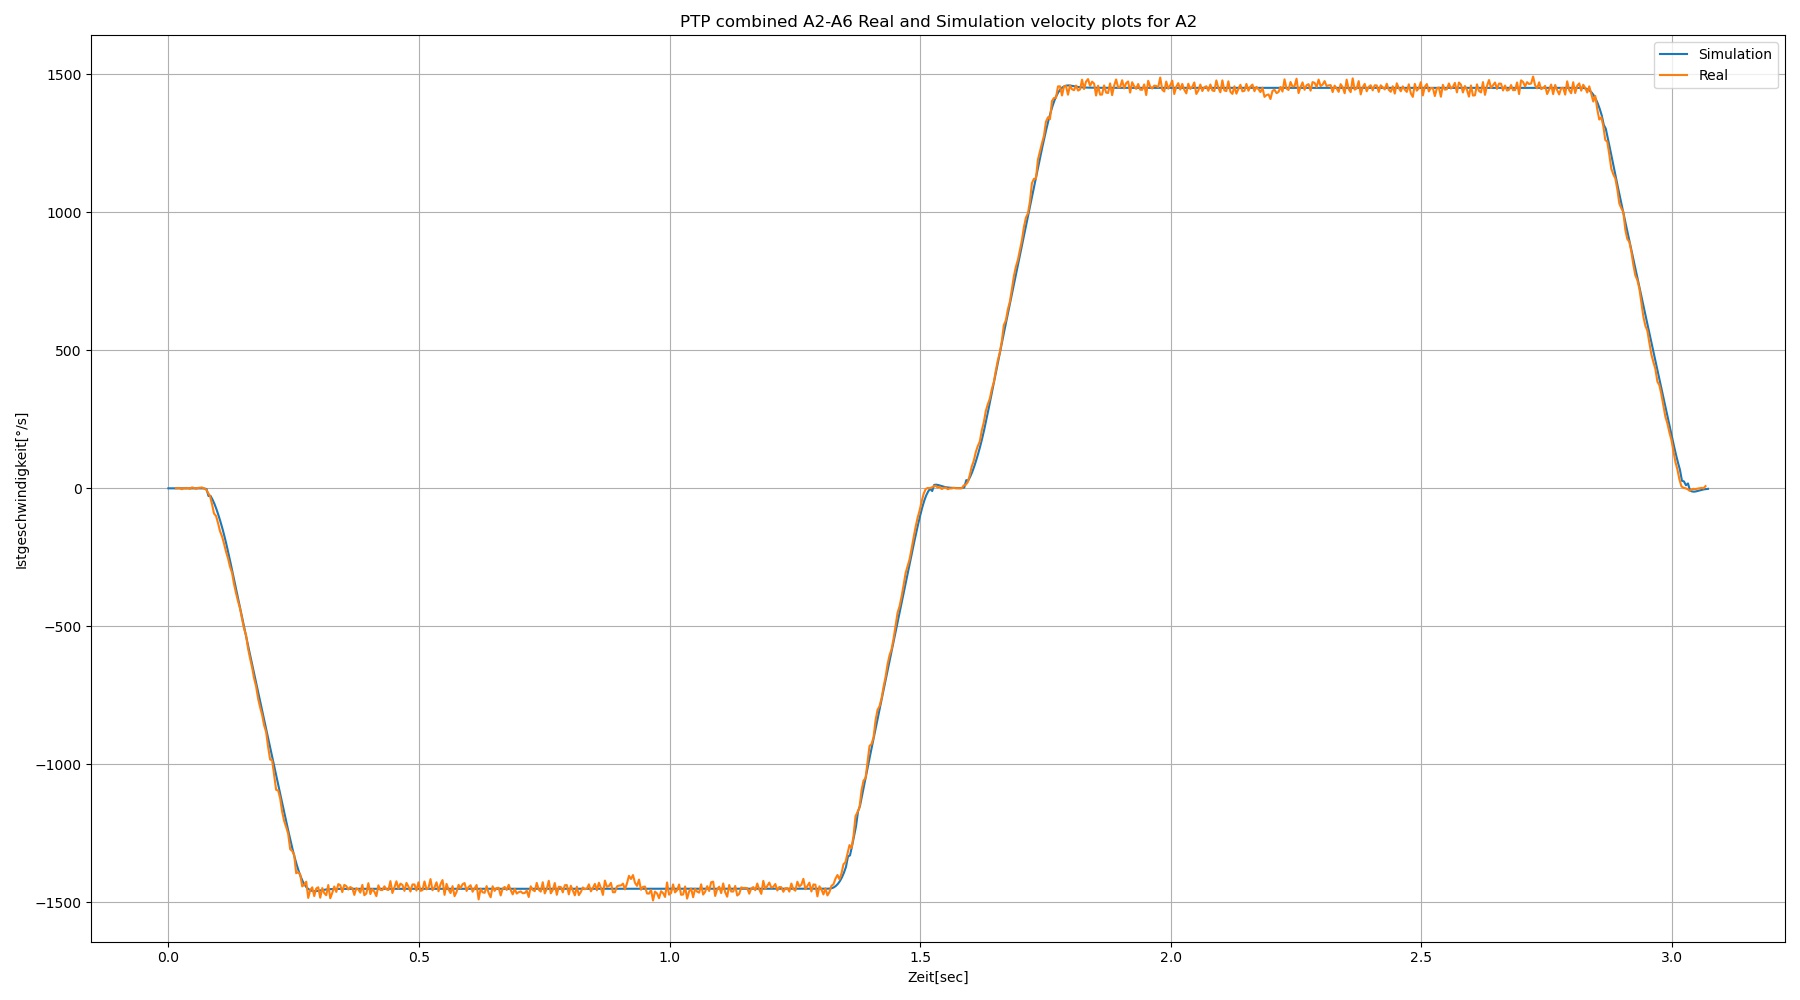 PTP combined A2-A6 Real and Simulation velocity plots for A2
Simulation
Real
1500
1000
500
0
−500
−1000
−1500
Istgeschwindigkeit[°/s]
0.0
0.5
1.0
1.5
2.0
2.5
3.0
Zeit[sec]